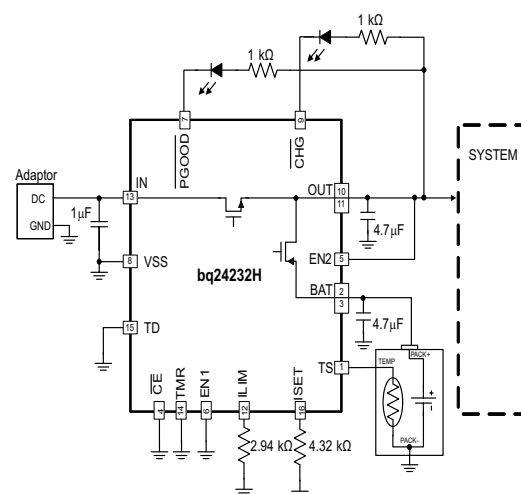 1 kΩ
1 kΩ
7
9
PGOOD
CHG
SYSTEM
Adaptor
DC
GND
IN
13
1µF
OUT
10
11
4.7µF
8
VSS
EN2
5
bq24232H
BAT
2
3
4.7µF
15
TD
TS
1
TEMP
PACK+
+
PACK-
CE
TMR
EN1
ILIM
ISET
4
14
6
12
16
2.94 kΩ
4.32 kΩ